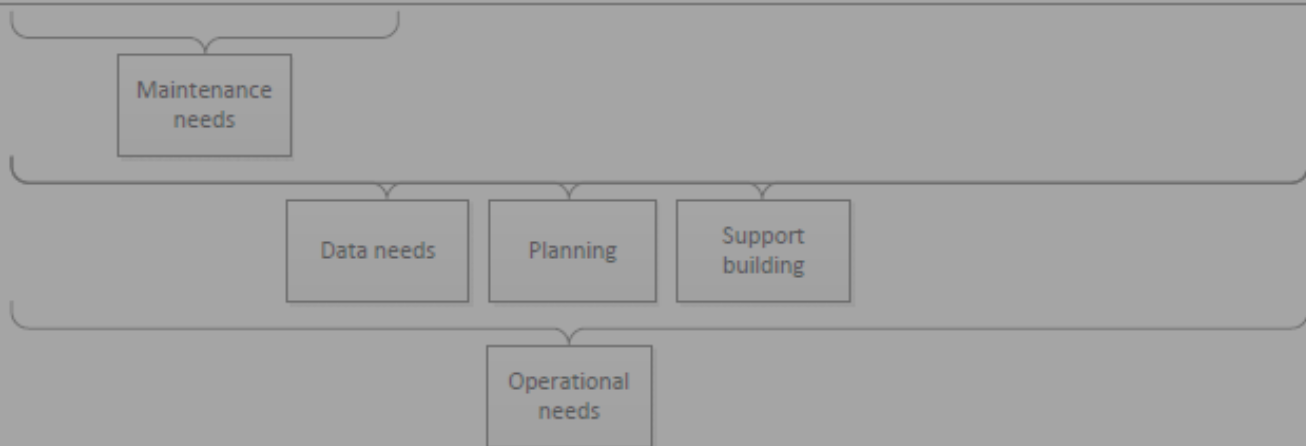 Maintenance
needs
Data needs
Planning
Support
building
Operational
needs